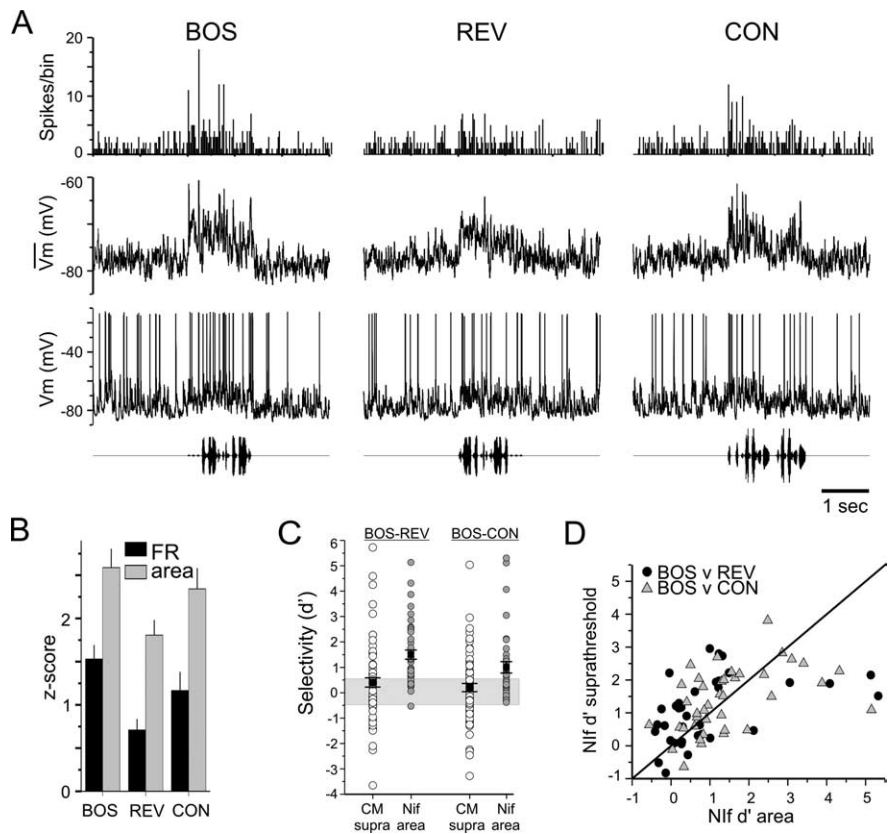 A
BOS
REV
CON
Spikes/bin
20
15
10
5
0
Vm (mV)
-60
-80
Vm (mV)
-40
-80
1 sec
B
FR
area
z-score
2
1
0
BOS
REV
CON
C
BOS-REV
BOS-CON
Selectivity (d')
6
5
4
3
2
1
0
-1
-2
-3
-4
CM
supra
Nif
area
CM
supra
Nif
area
D
BOS v REV
BOS v CON
NIf d' suprathreshold
5
4
3
2
1
0
-1
-1
0
1
2
3
4
5
NIf d' area